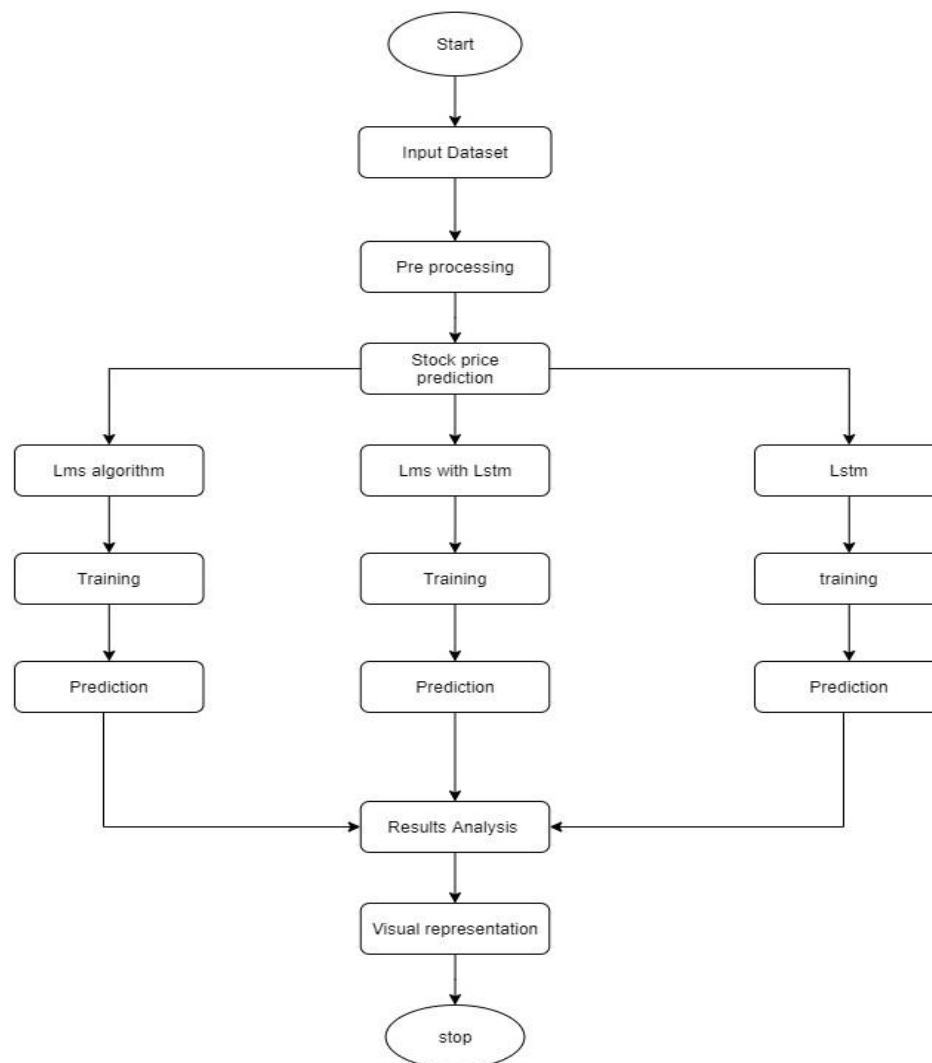 Start
Input Dataset
Pre processing
Stock price
prediction
Lms algorithm
Lms with Lstm
Lstm
Training
Training
training
Prediction
Prediction
Prediction
Results Analysis
Visual representation
stop